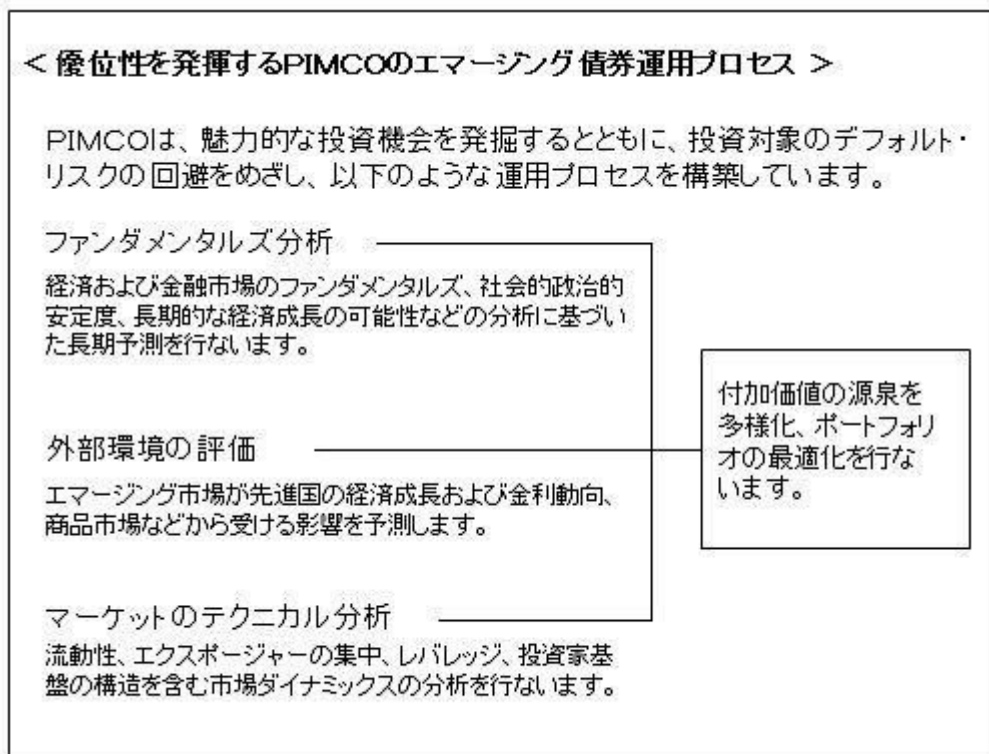 ＜優位性を発揮するPIMCOのエマージング債券運用プロセス＞
PIMCOは、魅力的な投資機会を発掘するとともに、投資対象のデフォルト・
リスクの回避をめざし、以下のような運用プロセスを構築しています。
ファンダメンタルズ分析
経済および金融市場のファンダメンタルズ、社会的政治的
安定度、長期的な経済成長の可能性などの分析に基づい
た長期予測を行ないます。
外部環境の評価
エマージング市場が先進国の経済成長および金利動向、
商品市場などから受ける影響を予測します。
マーケットのテクニカル分析
流動性、エクスポージャーの集中、レバレッジ、投資家基
盤の構造を含む市場ダイナミックスの分析を行ないます。
付加価値の源泉を
多様化、ポートフォリ
オの最適化を行な
います。